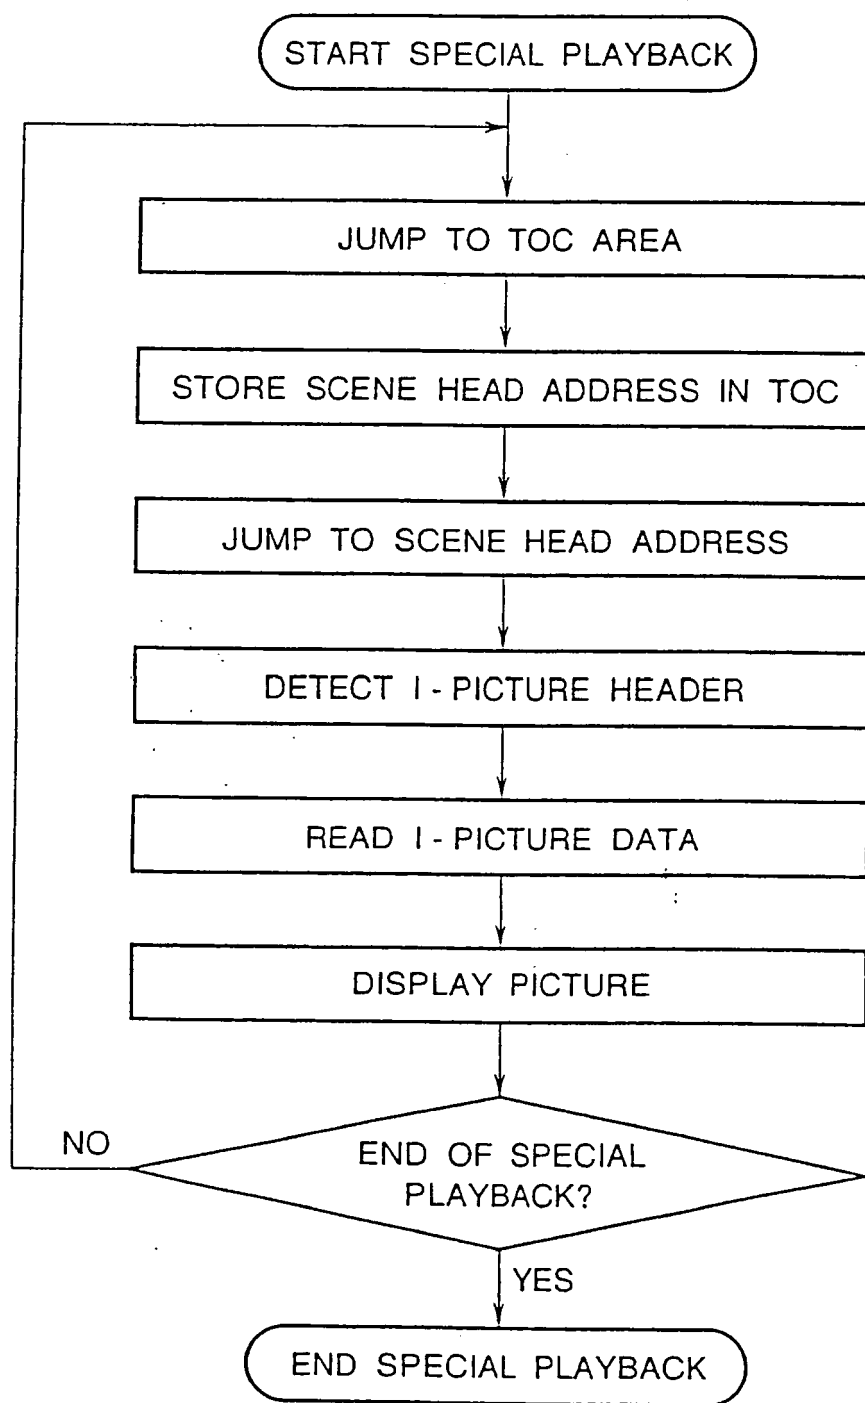 START SPECIAL PLAYBACK
JUMP TO TOC AREA
STORE SCENE HEAD ADDRESS IN TOC
JUMP TO SCENE HEAD ADDRESS
DETECT I - PICTURE HEADER
READ I - PICTURE DATA
DISPLAY PICTURE
NO
END OF SPECIAL
PLAYBACK?
YES
END SPECIAL PLAYBACK